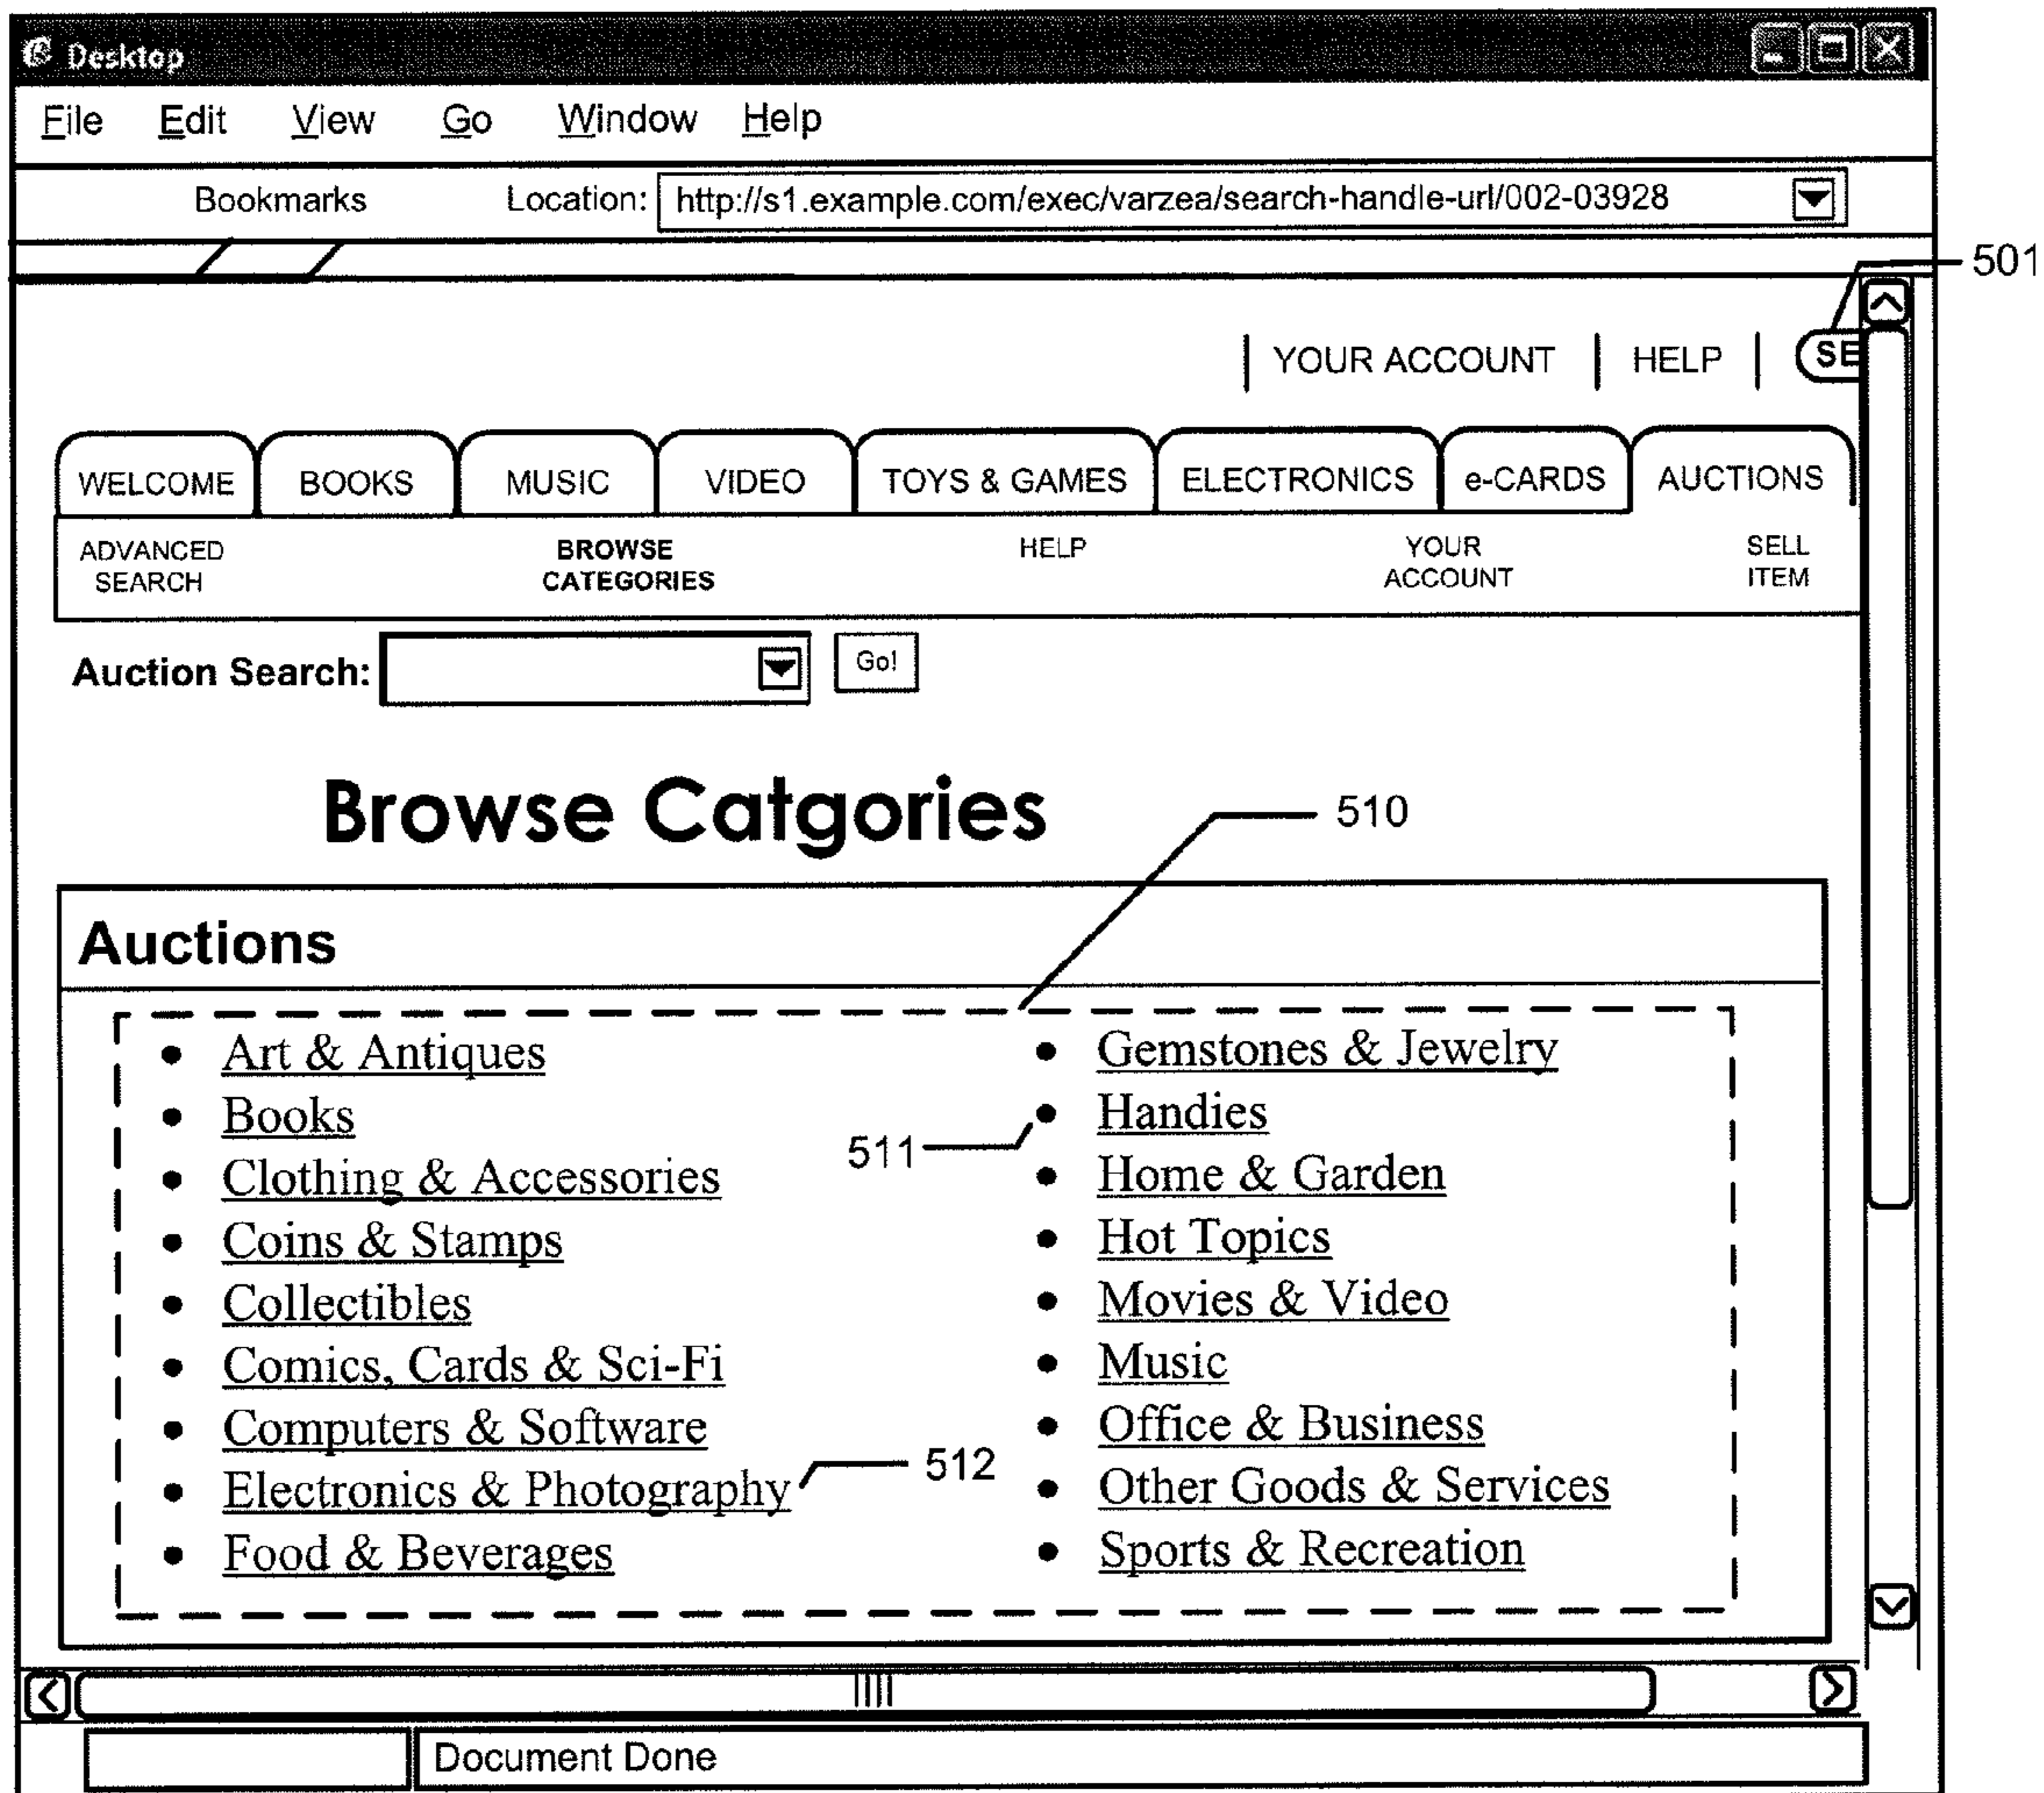 Desktop
File Edit View Go Window Help
Bookmarks Location: http://s1.example.com/exec/varzea/search-handle-url/002-03928
501
YOUR ACCOUNT HELP SE
WELCOME BOOKS MUSIC VIDEO TOYS & GAMES ELECTRONICS e-CARDS AUCTIONS
ADVANCED SEARCH BROWSE CATEGORIES HELP YOUR ACCOUNT SELL ITEM
Auction Search: Go!
Browse Catgories
510
Auctions
Art & Antiques
Books
Clothing & Accessories
Coins & Stamps
Collectibles
Comics, Cards & Sci-Fi
Computers & Software
Electronics & Photography 512
Food & Beverages
Gemstones & Jewelry
511 Handies
Home & Garden
Hot Topics
Movies & Video
Music
Office & Business
Other Goods & Services
Sports & Recreation
Document Done